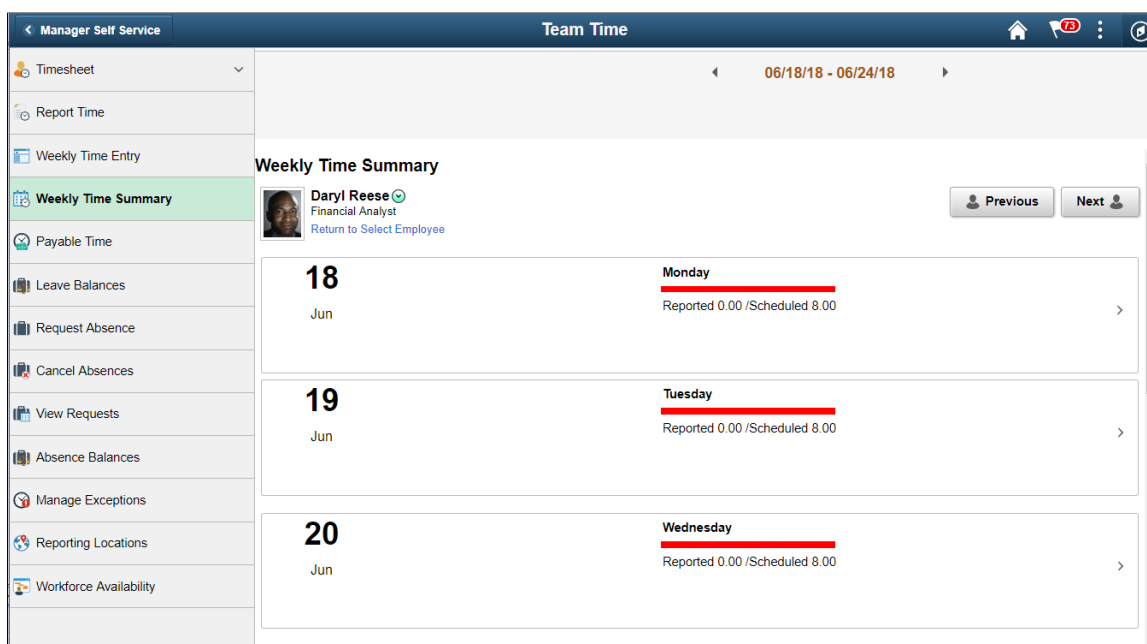 Manager Self Service
Team Time
73
Timesheet
Report Time
Weekly Time Entry
Weekly Time Summary
Payable Time
Leave Balances
Request Absence
Cancel Absences
View Requests
Absence Balances
Manage Exceptions
Reporting Locations
Workforce Availability
06/18/18 - 06/24/18
Weekly Time Summary
Daryl Reese
Financial Analyst
Return to Select Employee
Previous
Next
18
Jun
Monday
Reported 0.00 /Scheduled 8.00
19
Jun
Tuesday
Reported 0.00 /Scheduled 8.00
20
Jun
Wednesday
Reported 0.00 /Scheduled 8.00